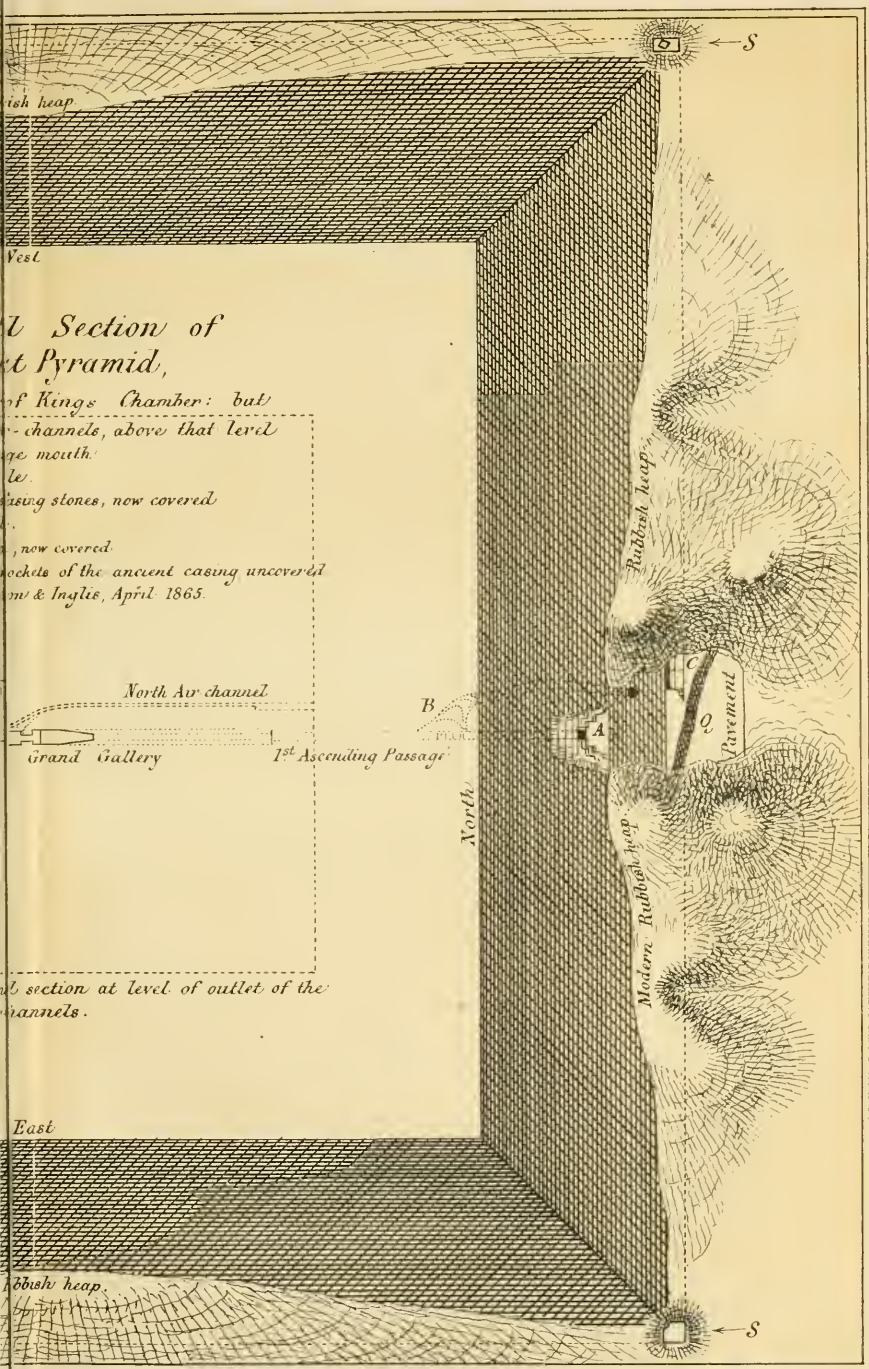 S
ish heap
West
Section of
Pyramid,
of Kings Chamber: but
channels, above that level
mouth.
le.
asing stones, now covered
, now covered.
ockets of the ancient casing uncovered
& Inglis, April 1865.
Rubbish heap
North Air channel
B
C
A
Q
Pavement
Grand Gallery
1st Ascending Passage
North
Modern Rubbish heap
section at level of outlet of the
hannels.
East
bbish heap.
S